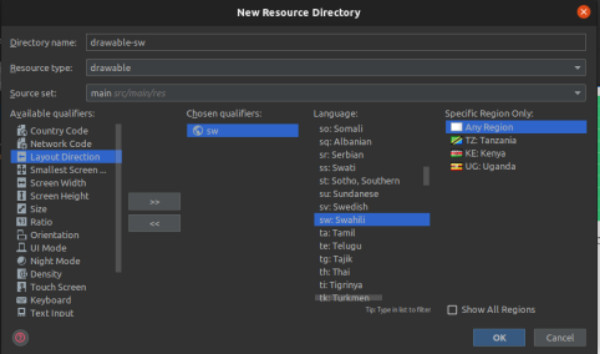 New Resource Directory
Directory name: drawable-sw
Resource type: drawable
Source set: main src/main/res
Available qualifiers:
Country Code
Network Code
Layout Direction
Smallest Screen ...
Screen Width
Screen Height
Size
Ratio
Orientation
UI Mode
Night Mode
Density
Touch Screen
Keyboard
Text Input
>>
<<
Chosen qualifiers:
sw
Language:
so: Somali
sq: Albanian
sr: Serbian
ss: Swati
st: Sotho, Southern
su: Sundanese
sv: Swedish
sw: Swahili
ta: Tamil
te: Telugu
tg: Tajik
th: Thai
ti: Tigrinya
tk: Turkmen
Tip: Type in list to filter
Specific Region Only:
Any Region
TZ: Tanzania
KE: Kenya
UG: Uganda
Show All Regions
?
OK
Cancel